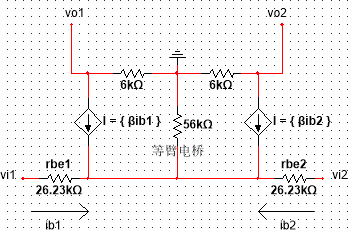 vo1 vo2
6kΩ 6kΩ
I = { βib1 } I = { βib2 }
56kΩ
等臂电桥
rbe1 rbe2
vi1 vi2
26.23kΩ 26.23kΩ
ib1 ib2